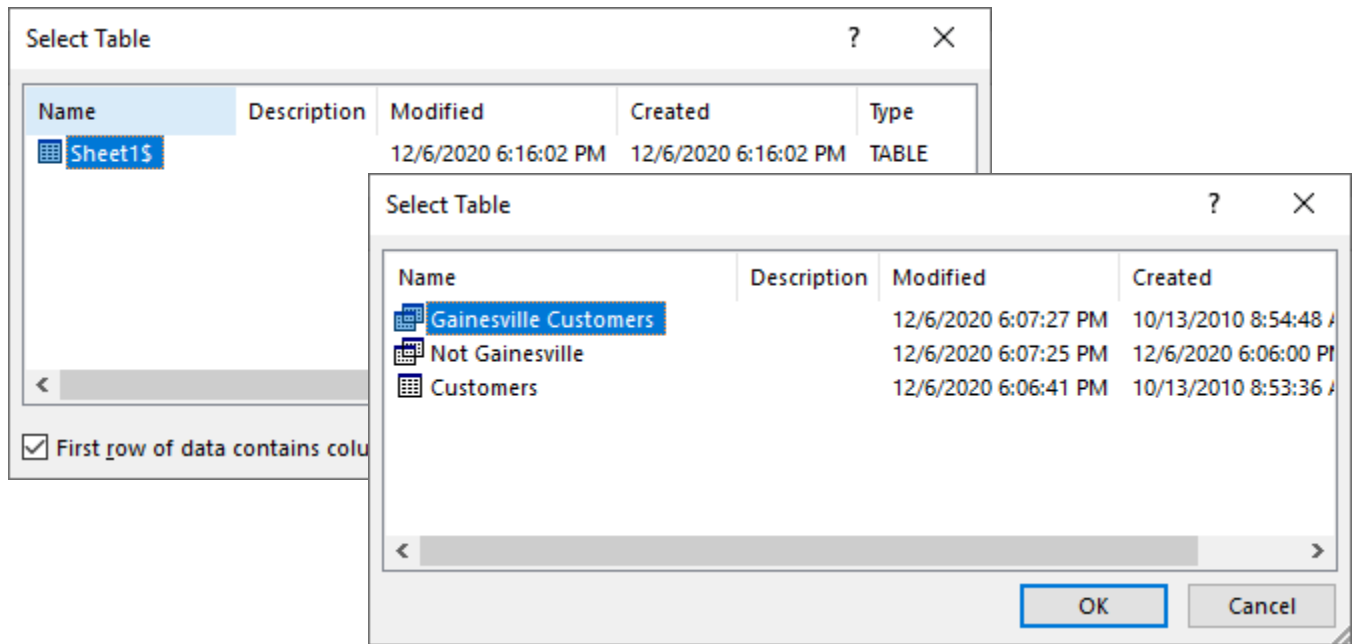 Select Table ?
Name Description Modified Created Type
Sheet1$ 12/6/2020 6:16:02 PM 12/6/2020 6:16:02 PM TABLE
First row of data contains colu
Select Table ?
Name Description Modified Created
Gainesville Customers 12/6/2020 6:07:27 PM 10/13/2010 8:54:48 A
Not Gainesville 12/6/2020 6:07:25 PM 12/6/2020 6:06:00 PM
Customers 12/6/2020 6:06:41 PM 10/13/2010 8:53:36 A
OK Cancel